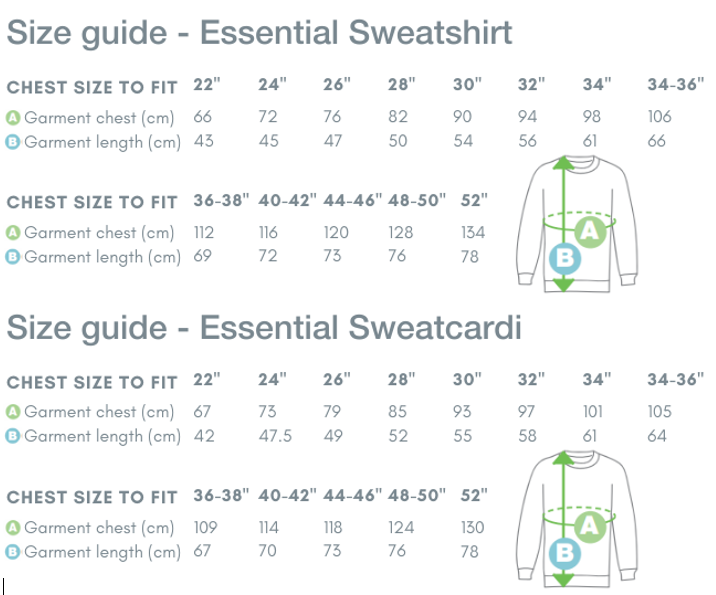 Size guide - Essential Sweatshirt
CHEST SIZE TO FIT 22" 24" 26" 28" 30" 32" 34" 34-36"
A Garment chest (cm) 66 72 76 82 90 94 98 106
B Garment length (cm) 43 45 47 50 54 56 61 66
CHEST SIZE TO FIT 36-38" 40-42" 44-46" 48-50" 52"
A Garment chest (cm) 112 116 120 128 134
B Garment length (cm) 69 72 73 76 78
A
B
Size guide - Essential Sweatcardi
CHEST SIZE TO FIT 22" 24" 26" 28" 30" 32" 34" 34-36"
A Garment chest (cm) 67 73 79 85 93 97 101 105
B Garment length (cm) 42 47.5 49 52 55 58 61 64
CHEST SIZE TO FIT 36-38" 40-42" 44-46" 48-50" 52"
A Garment chest (cm) 109 114 118 124 130
B Garment length (cm) 67 70 73 76 78
A
B